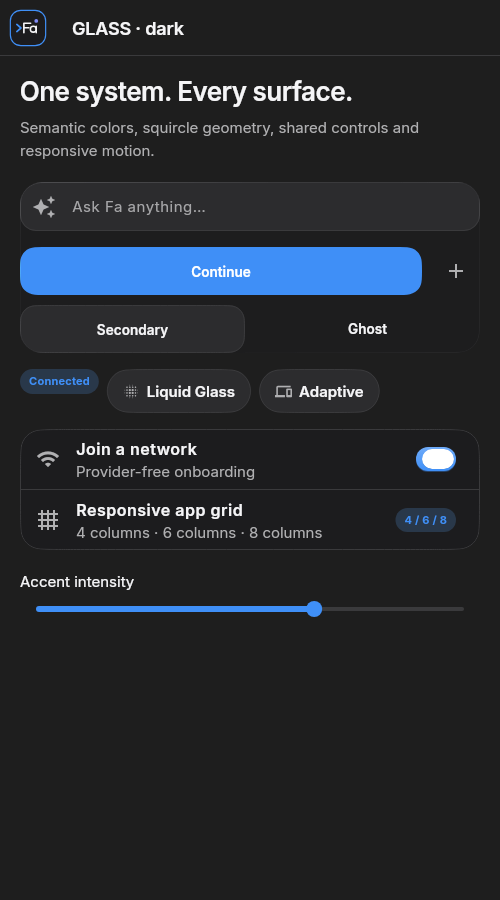 >Fa
GLASS · dark
One system. Every surface.
Semantic colors, squircle geometry, shared controls and
responsive motion.
Ask Fa anything...
Continue
Secondary
Ghost
Connected
Liquid Glass
Adaptive
Join a network
Provider-free onboarding
Responsive app grid
4 columns · 6 columns · 8 columns
4 / 6 / 8
Accent intensity